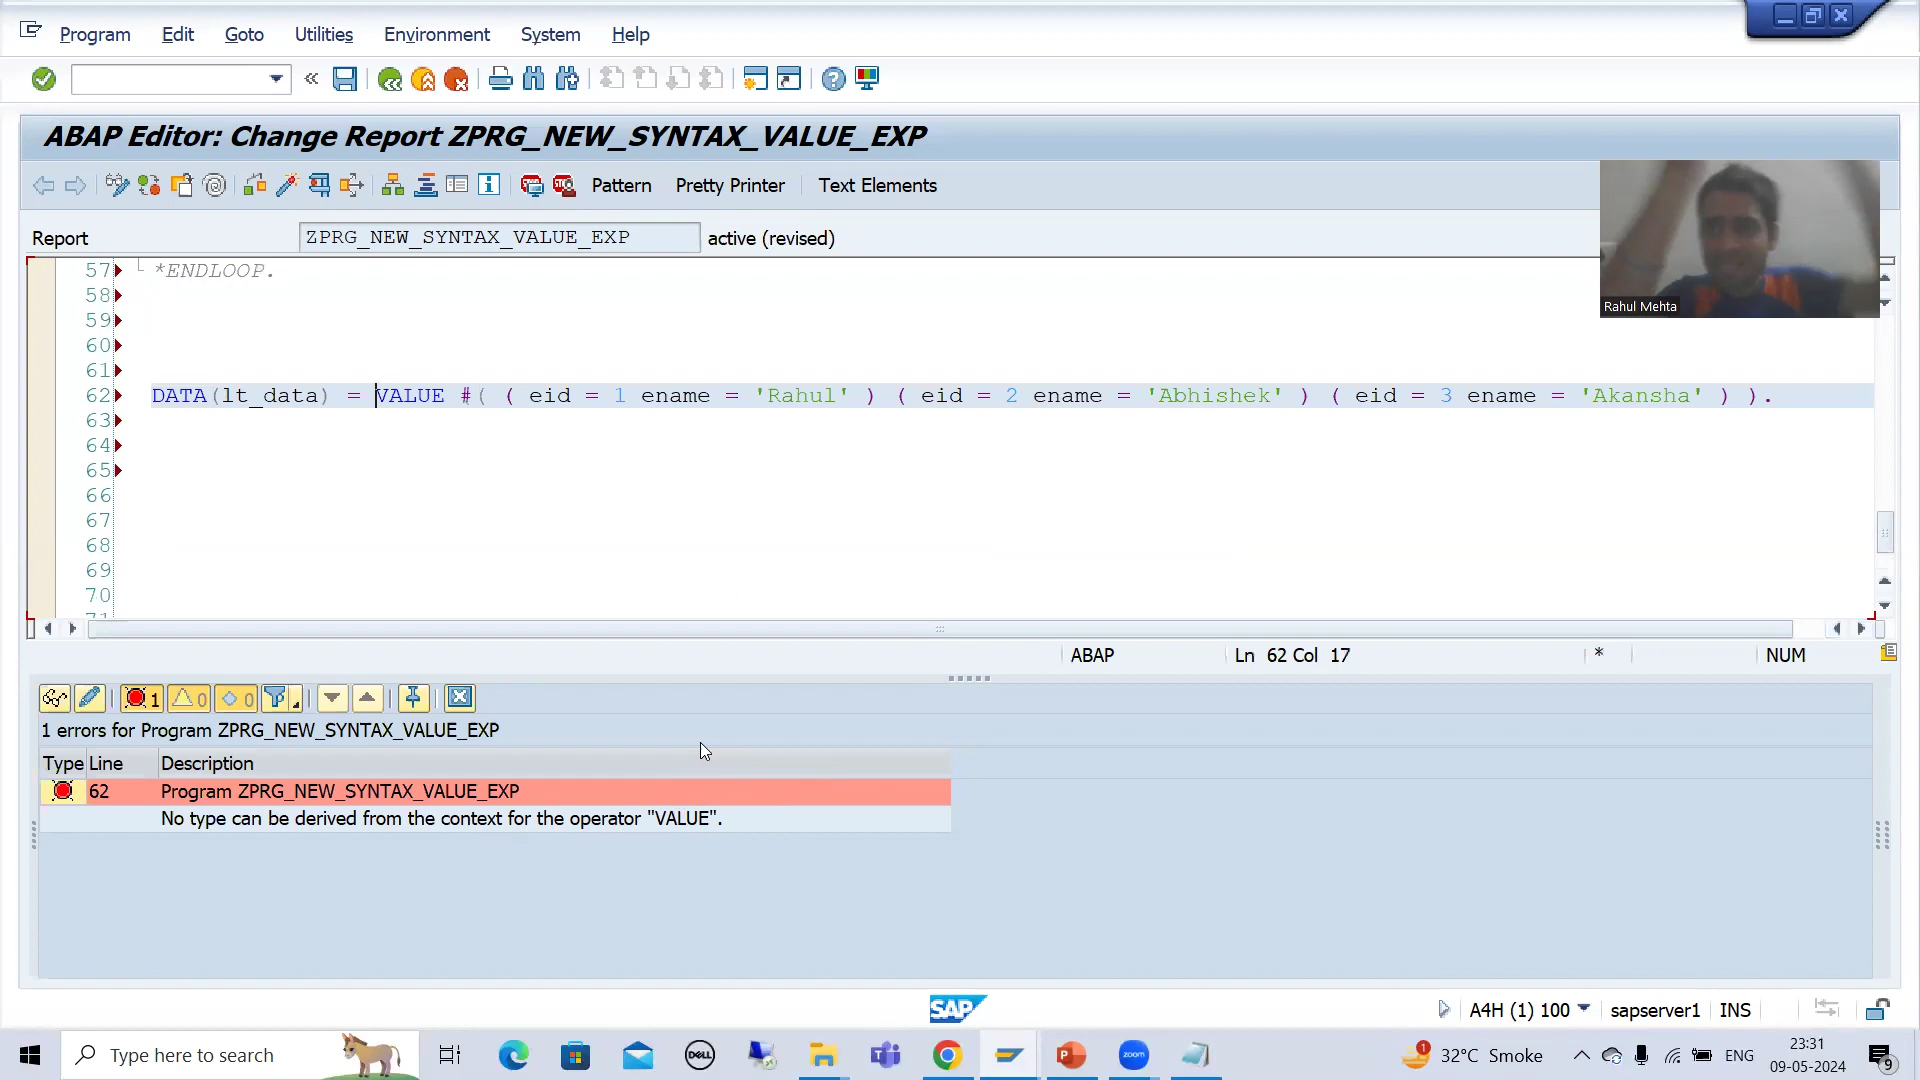 Program Edit Goto Utilities Environment System Help
ABAP Editor: Change Report ZPRG_NEW_SYNTAX_VALUE_EXP
Pattern Pretty Printer Text Elements
Report ZPRG_NEW_SYNTAX_VALUE_EXP active (revised)
Rahul Mehta
57 *ENDLOOP.
58
59
60
61
62 DATA(lt_data) = VALUE #( ( eid = 1 ename = 'Rahul' ) ( eid = 2 ename = 'Abhishek' ) ( eid = 3 ename = 'Akansha' ) ).
63
64
65
66
67
68
69
70
71
ABAP Ln 62 Col 17 * NUM
1 0 0
1 errors for Program ZPRG_NEW_SYNTAX_VALUE_EXP
Type Line Description
62 Program ZPRG_NEW_SYNTAX_VALUE_EXP
No type can be derived from the context for the operator "VALUE".
SAP
A4H (1) 100 sapserver1 INS
Type here to search
DELL
zoom
1
32°C Smoke
ENG
23:31
09-05-2024
9